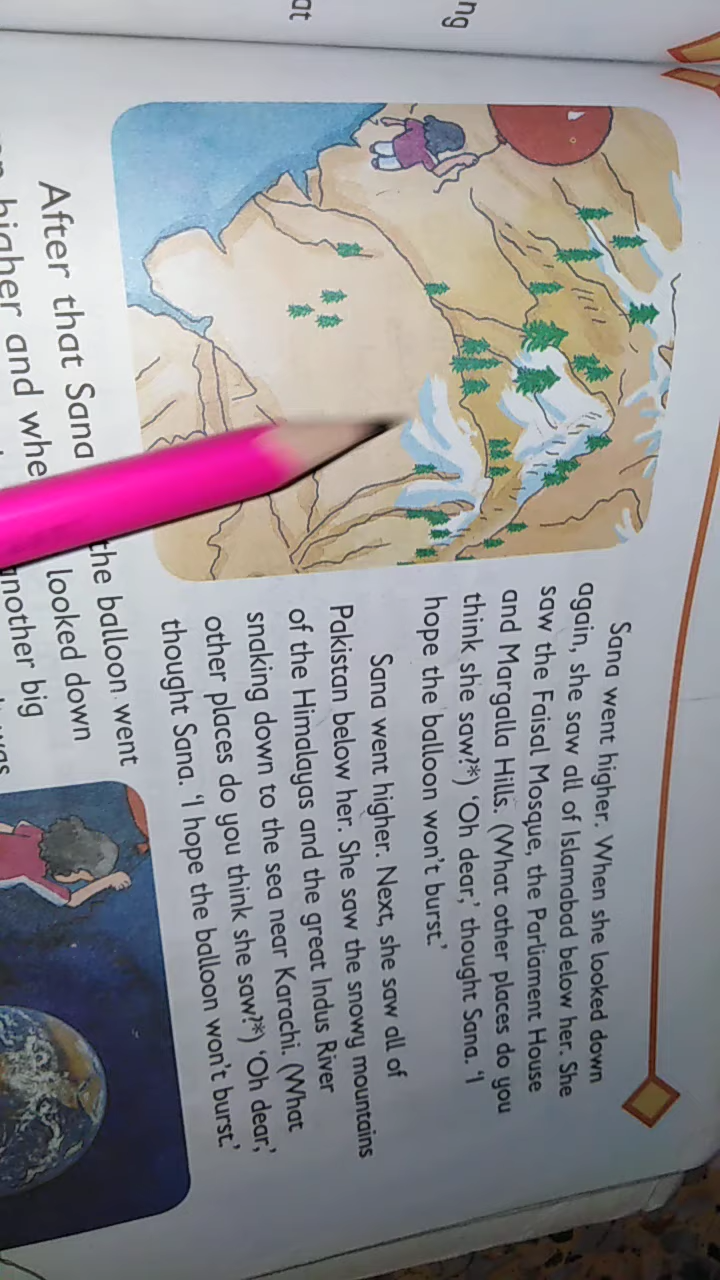 ng
at
Sana went higher. When she looked down
again, she saw all of Islamabad below her. She
saw the Faisal Mosque, the Parliament House
and Margalla Hills. (What other places do you
think she saw?*) 'Oh dear,' thought Sana. 'I
hope the balloon won't burst.'
Sana went higher. Next, she saw all of
Pakistan below her. She saw the snowy mountains
of the Himalayas and the great Indus River
snaking down to the sea near Karachi. (What
other places do you think she saw?*) 'Oh dear,'
thought Sana. 'I hope the balloon won't burst.'
After that Sana the balloon went
higher and whe looked down
another big